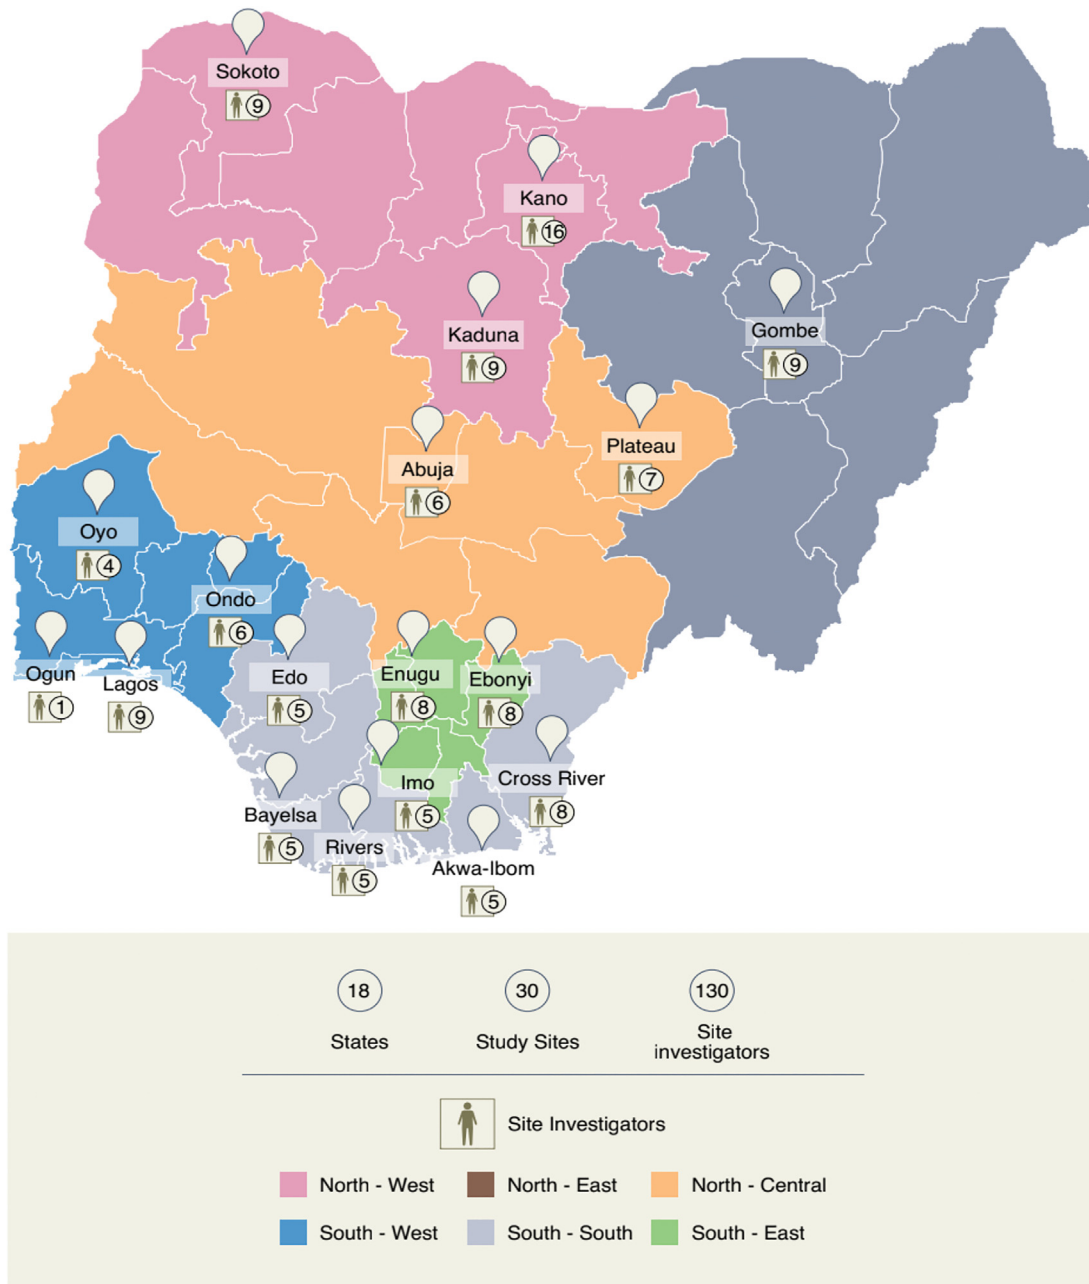 Sokoto
9
Kano
16
Kaduna
9
Gombe
9
Plateau
7
Abuja
6
Oyo
4
Ondo
6
Ogun
1
Lagos
9
Edo
5
Enugu
8
Ebonyi
8
Imo
5
Cross River
8
Bayelsa
5
Rivers
5
Akwa-Ibom
5
18
States
30
Study Sites
130
Site
investigators
Site Investigators
North - West
North - East
North - Central
South - West
South - South
South - East